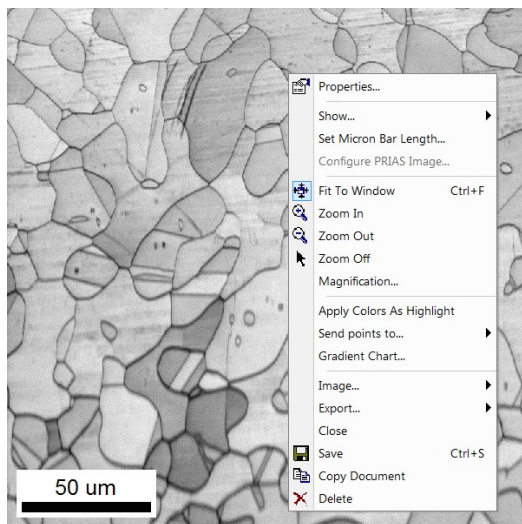 Properties...
Show...
Set Micron Bar Length...
Configure PRIAS Image...
Fit To Window Ctrl+F
Zoom In
Zoom Out
Zoom Off
Magnification...
Apply Colors As Highlight
Send points to...
Gradient Chart...
Image...
Export...
Close
Save Ctrl+S
Copy Document
Delete
50 um